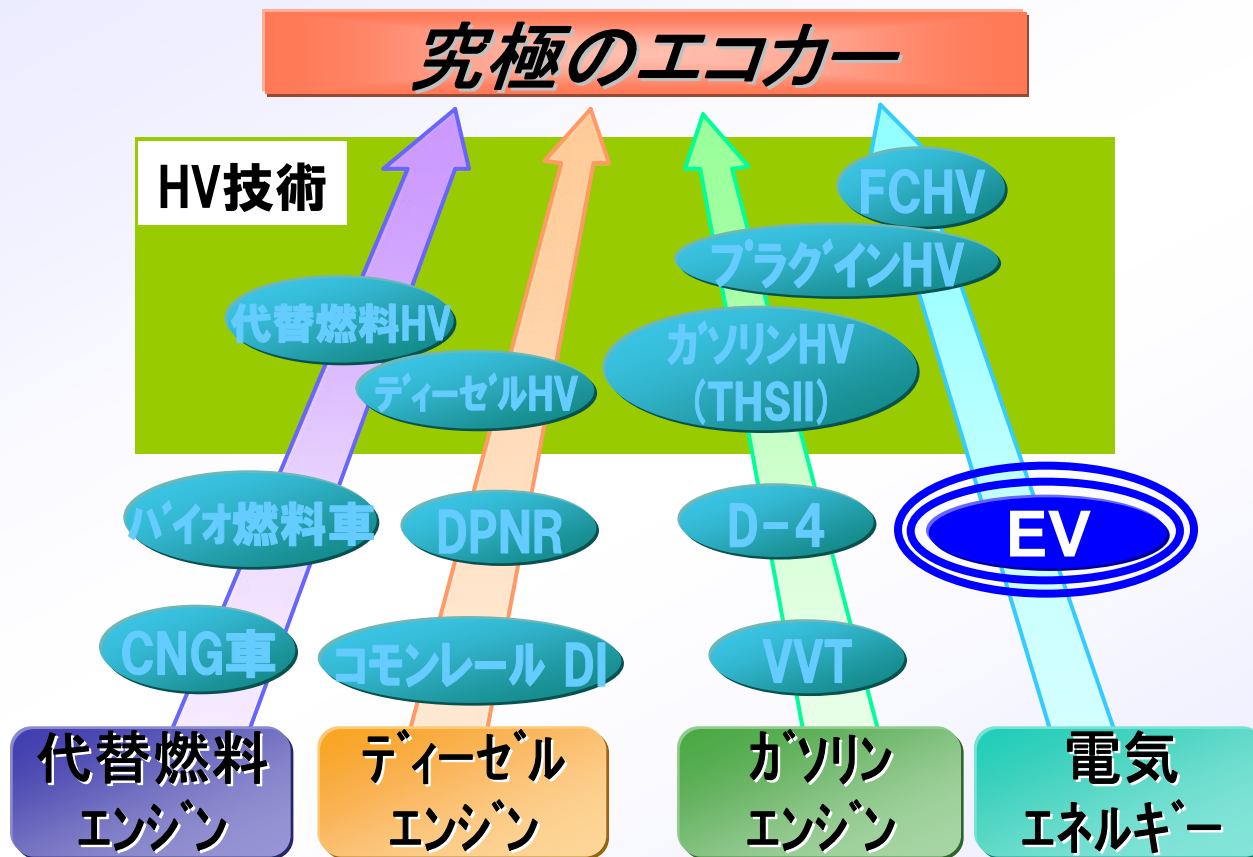 究極のエコカー
HV技術
FCHV
プラグインHV
代替燃料HV
ガソリンHV
(THSII)
ディーゼルHV
バイオ燃料車
DPNR
D-4
EV
CNG車
コモンレール DI
VVT
代替燃料
エンジン
ディーゼル
エンジン
ガソリン
エンジン
電気
エネルギー